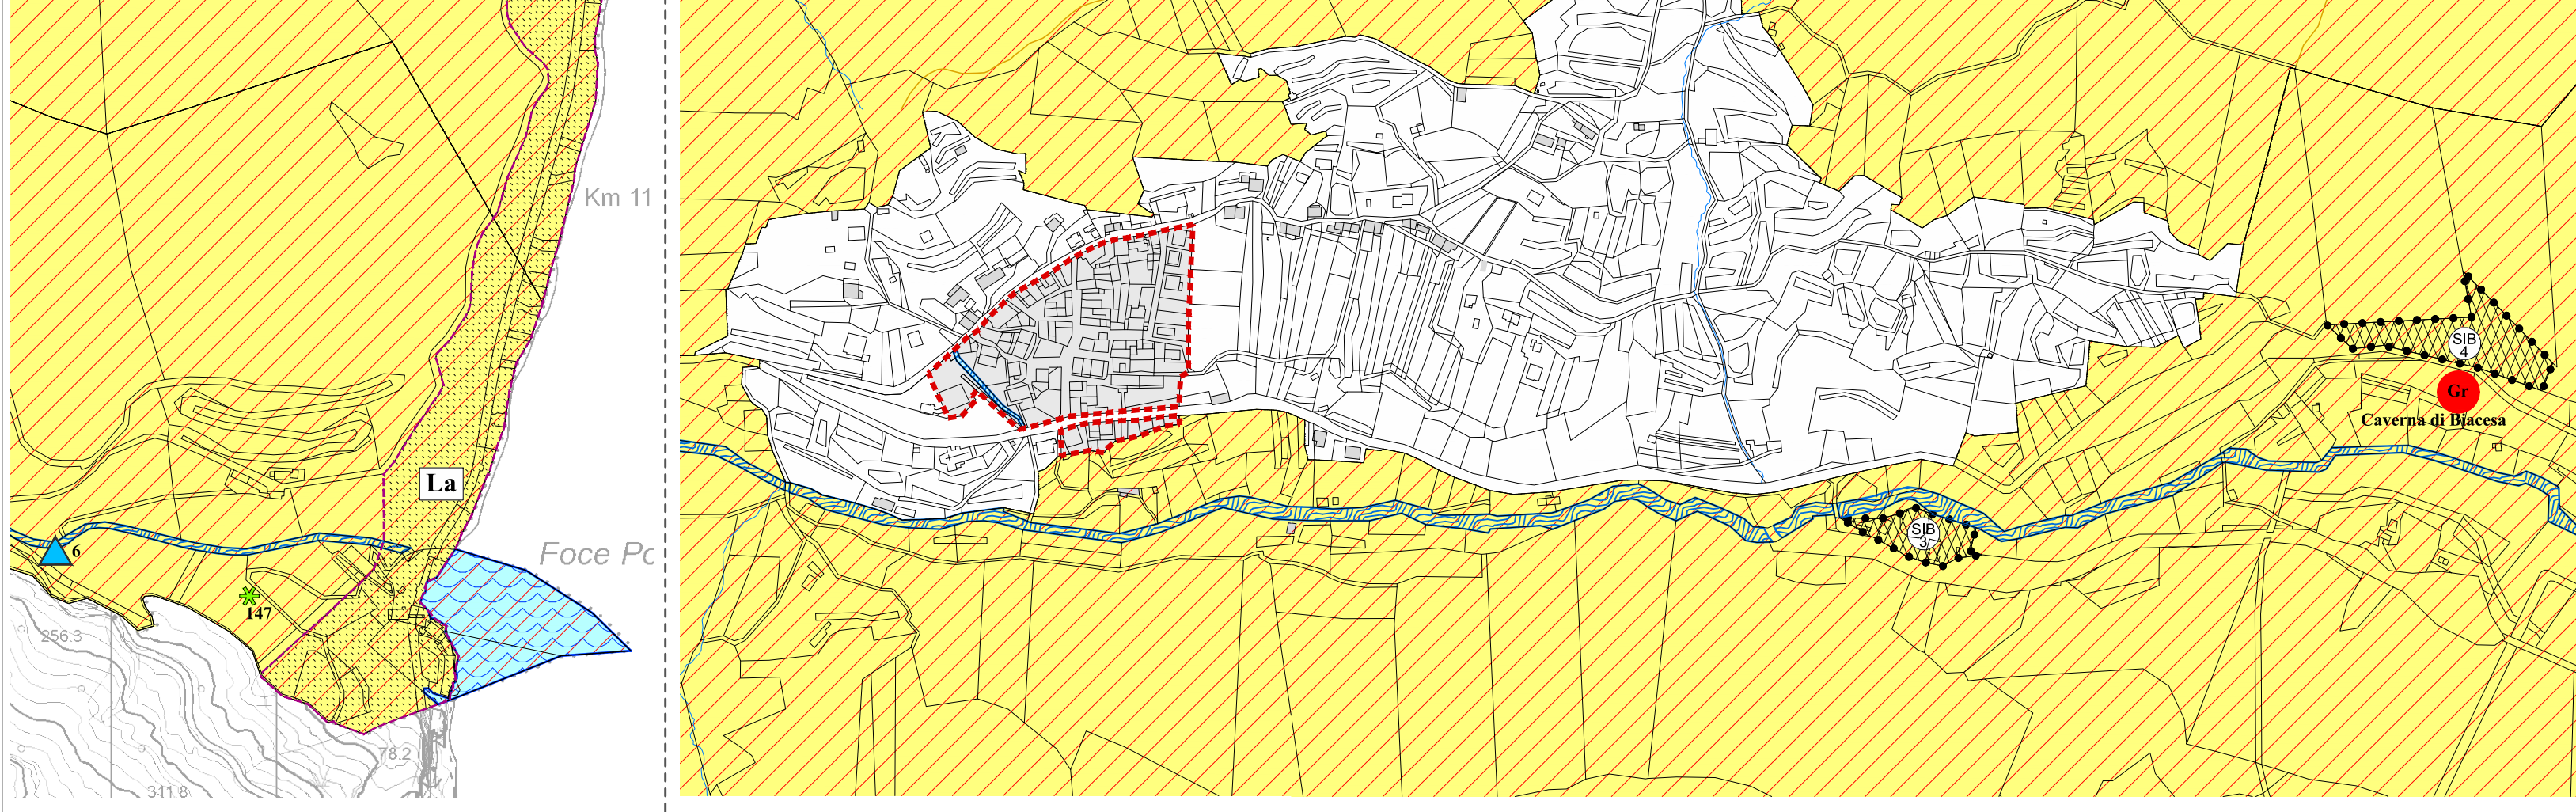 Km 11
La
Foce Po
6
147
256.3
78.2
311.8
SIB
4
Gr
Caverna di Biacesa
SIB
3